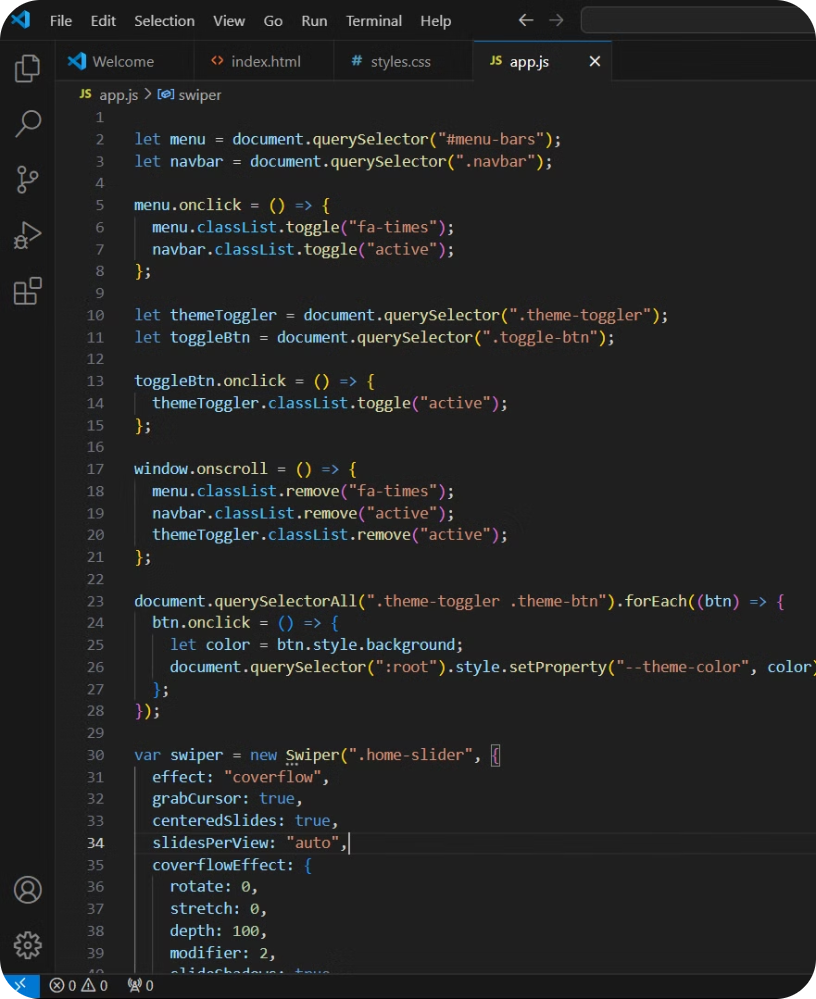 File Edit Selection View Go Run Terminal Help
Welcome index.html styles.css app.js
app.js > swiper
1
2 let menu = document.querySelector("#menu-bars");
3 let navbar = document.querySelector(".navbar");
4
5 menu.onclick = () => {
6 menu.classList.toggle("fa-times");
7 navbar.classList.toggle("active");
8 };
9
10 let themeToggler = document.querySelector(".theme-toggler");
11 let toggleBtn = document.querySelector(".toggle-btn");
12
13 toggleBtn.onclick = () => {
14 themeToggler.classList.toggle("active");
15 };
16
17 window.onscroll = () => {
18 menu.classList.remove("fa-times");
19 navbar.classList.remove("active");
20 themeToggler.classList.remove("active");
21 };
22
23 document.querySelectorAll(".theme-toggler .theme-btn").forEach((btn) => {
24 btn.onclick = () => {
25 let color = btn.style.background;
26 document.querySelector(":root").style.setProperty("--theme-color", color)
27 };
28 });
29
30 var swiper = new Swiper(".home-slider", {
31 effect: "coverflow",
32 grabCursor: true,
33 centeredSlides: true,
34 slidesPerView: "auto",
35 coverflowEffect: {
36 rotate: 0,
37 stretch: 0,
38 depth: 100,
39 modifier: 2,
40 slideShadows: true
0 0 0